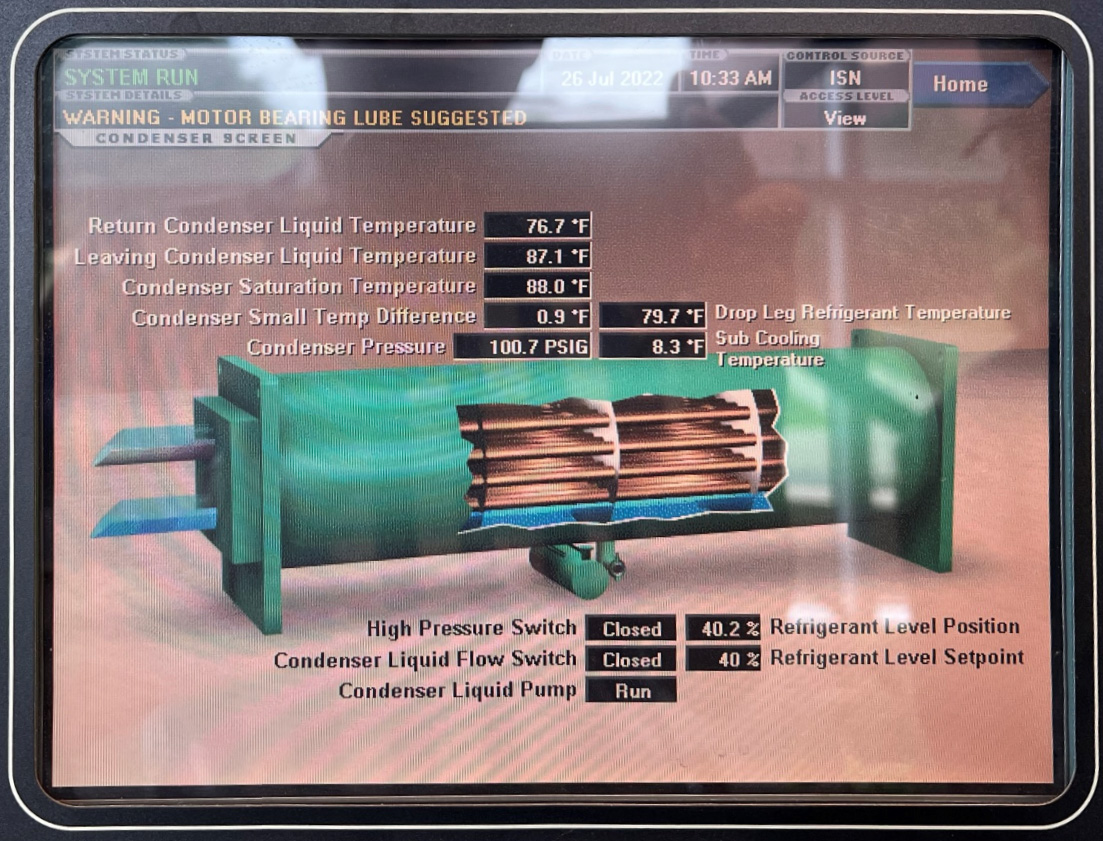 SYSTEM STATUS
SYSTEM RUN
DATE
26 Jul 2022
TIME
10:33 AM
CONTROL SOURCE
ISN
Home
SYSTEM DETAILS
WARNING - MOTOR BEARING LUBE SUGGESTED
ACCESS LEVEL
View
CONDENSER SCREEN
Return Condenser Liquid Temperature 76.7 °F
Leaving Condenser Liquid Temperature 87.1 °F
Condenser Saturation Temperature 88.0 °F
Condenser Small Temp Difference 0.9 °F 79.7 °F Drop Leg Refrigerant Temperature
Condenser Pressure 100.7 PSIG 8.3 °F Sub Cooling
Temperature
High Pressure Switch Closed 40.2 % Refrigerant Level Position
Condenser Liquid Flow Switch Closed 40 % Refrigerant Level Setpoint
Condenser Liquid Pump Run